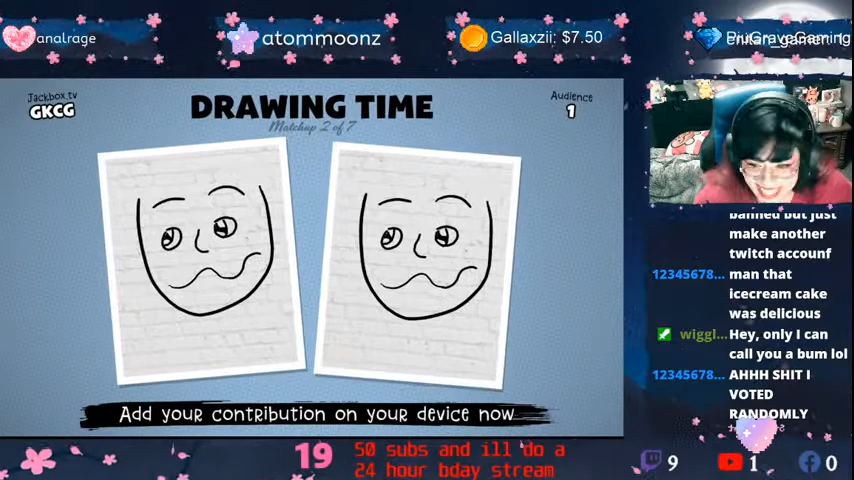 analrage
atommoonz
Gallaxzii: $7.50
Jackbox.tv
GKCG
DRAWING TIME
Matchup 2 of 7
Audience
1
Add your contribution on your device now
banned but just
make another
twitch accounf
12345678... man that
icecream cake
was delicious
wiggl... Hey, only I can
call you a bum lol
12345678... AHHH SHIT I
VOTED
RANDOMLY
19
50 subs and ill do a
24 hour bday stream
9
1
0